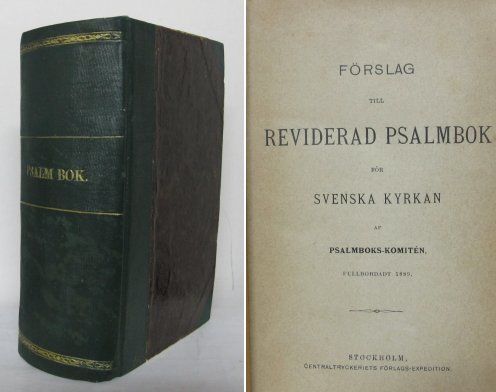 PSALM BOK.
FÖRSLAG
TILL
REVIDERAD PSALMBOK
FÖR
SVENSKA KYRKAN
AF
PSALMBOKS-KOMITÉN,
FULLBORDADT 1889.
STOCKHOLM,
CENTRALTRYCKERIETS FÖRLAGS-EXPEDITION.